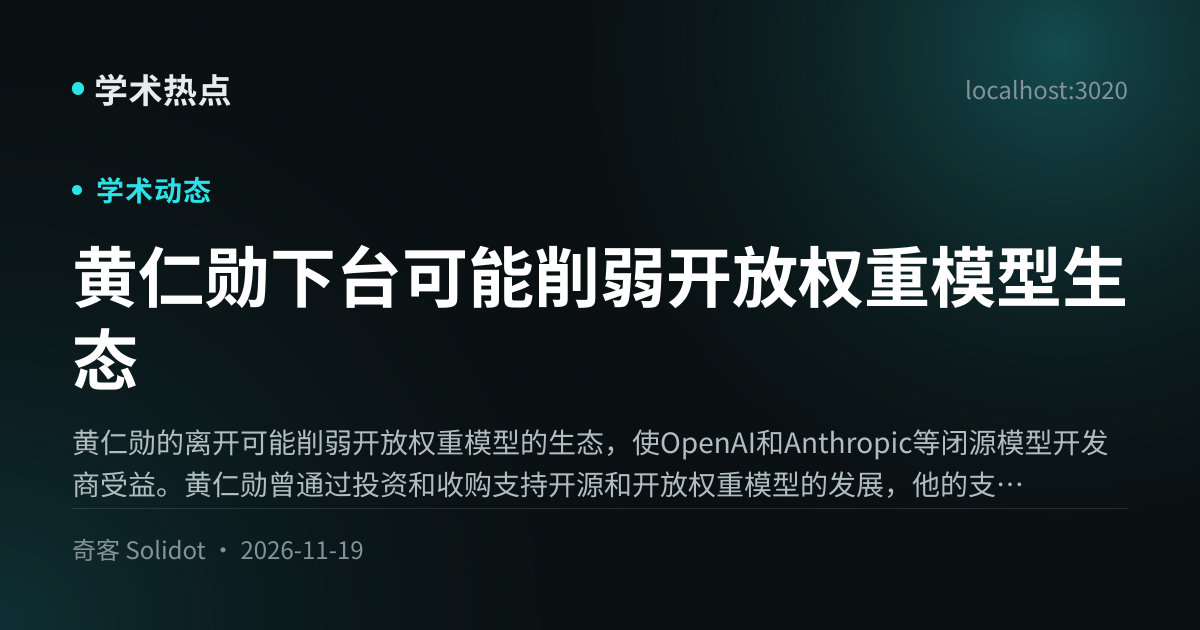 学术热点
localhost:3020
学术动态
黄仁勋下台可能削弱开放权重模型生
态
黄仁勋的离开可能削弱开放权重模型的生态，使OpenAI和Anthropic等闭源模型开发
商受益。黄仁勋曾通过投资和收购支持开源和开放权重模型的发展，他的支…
奇客 Solidot · 2026-11-19